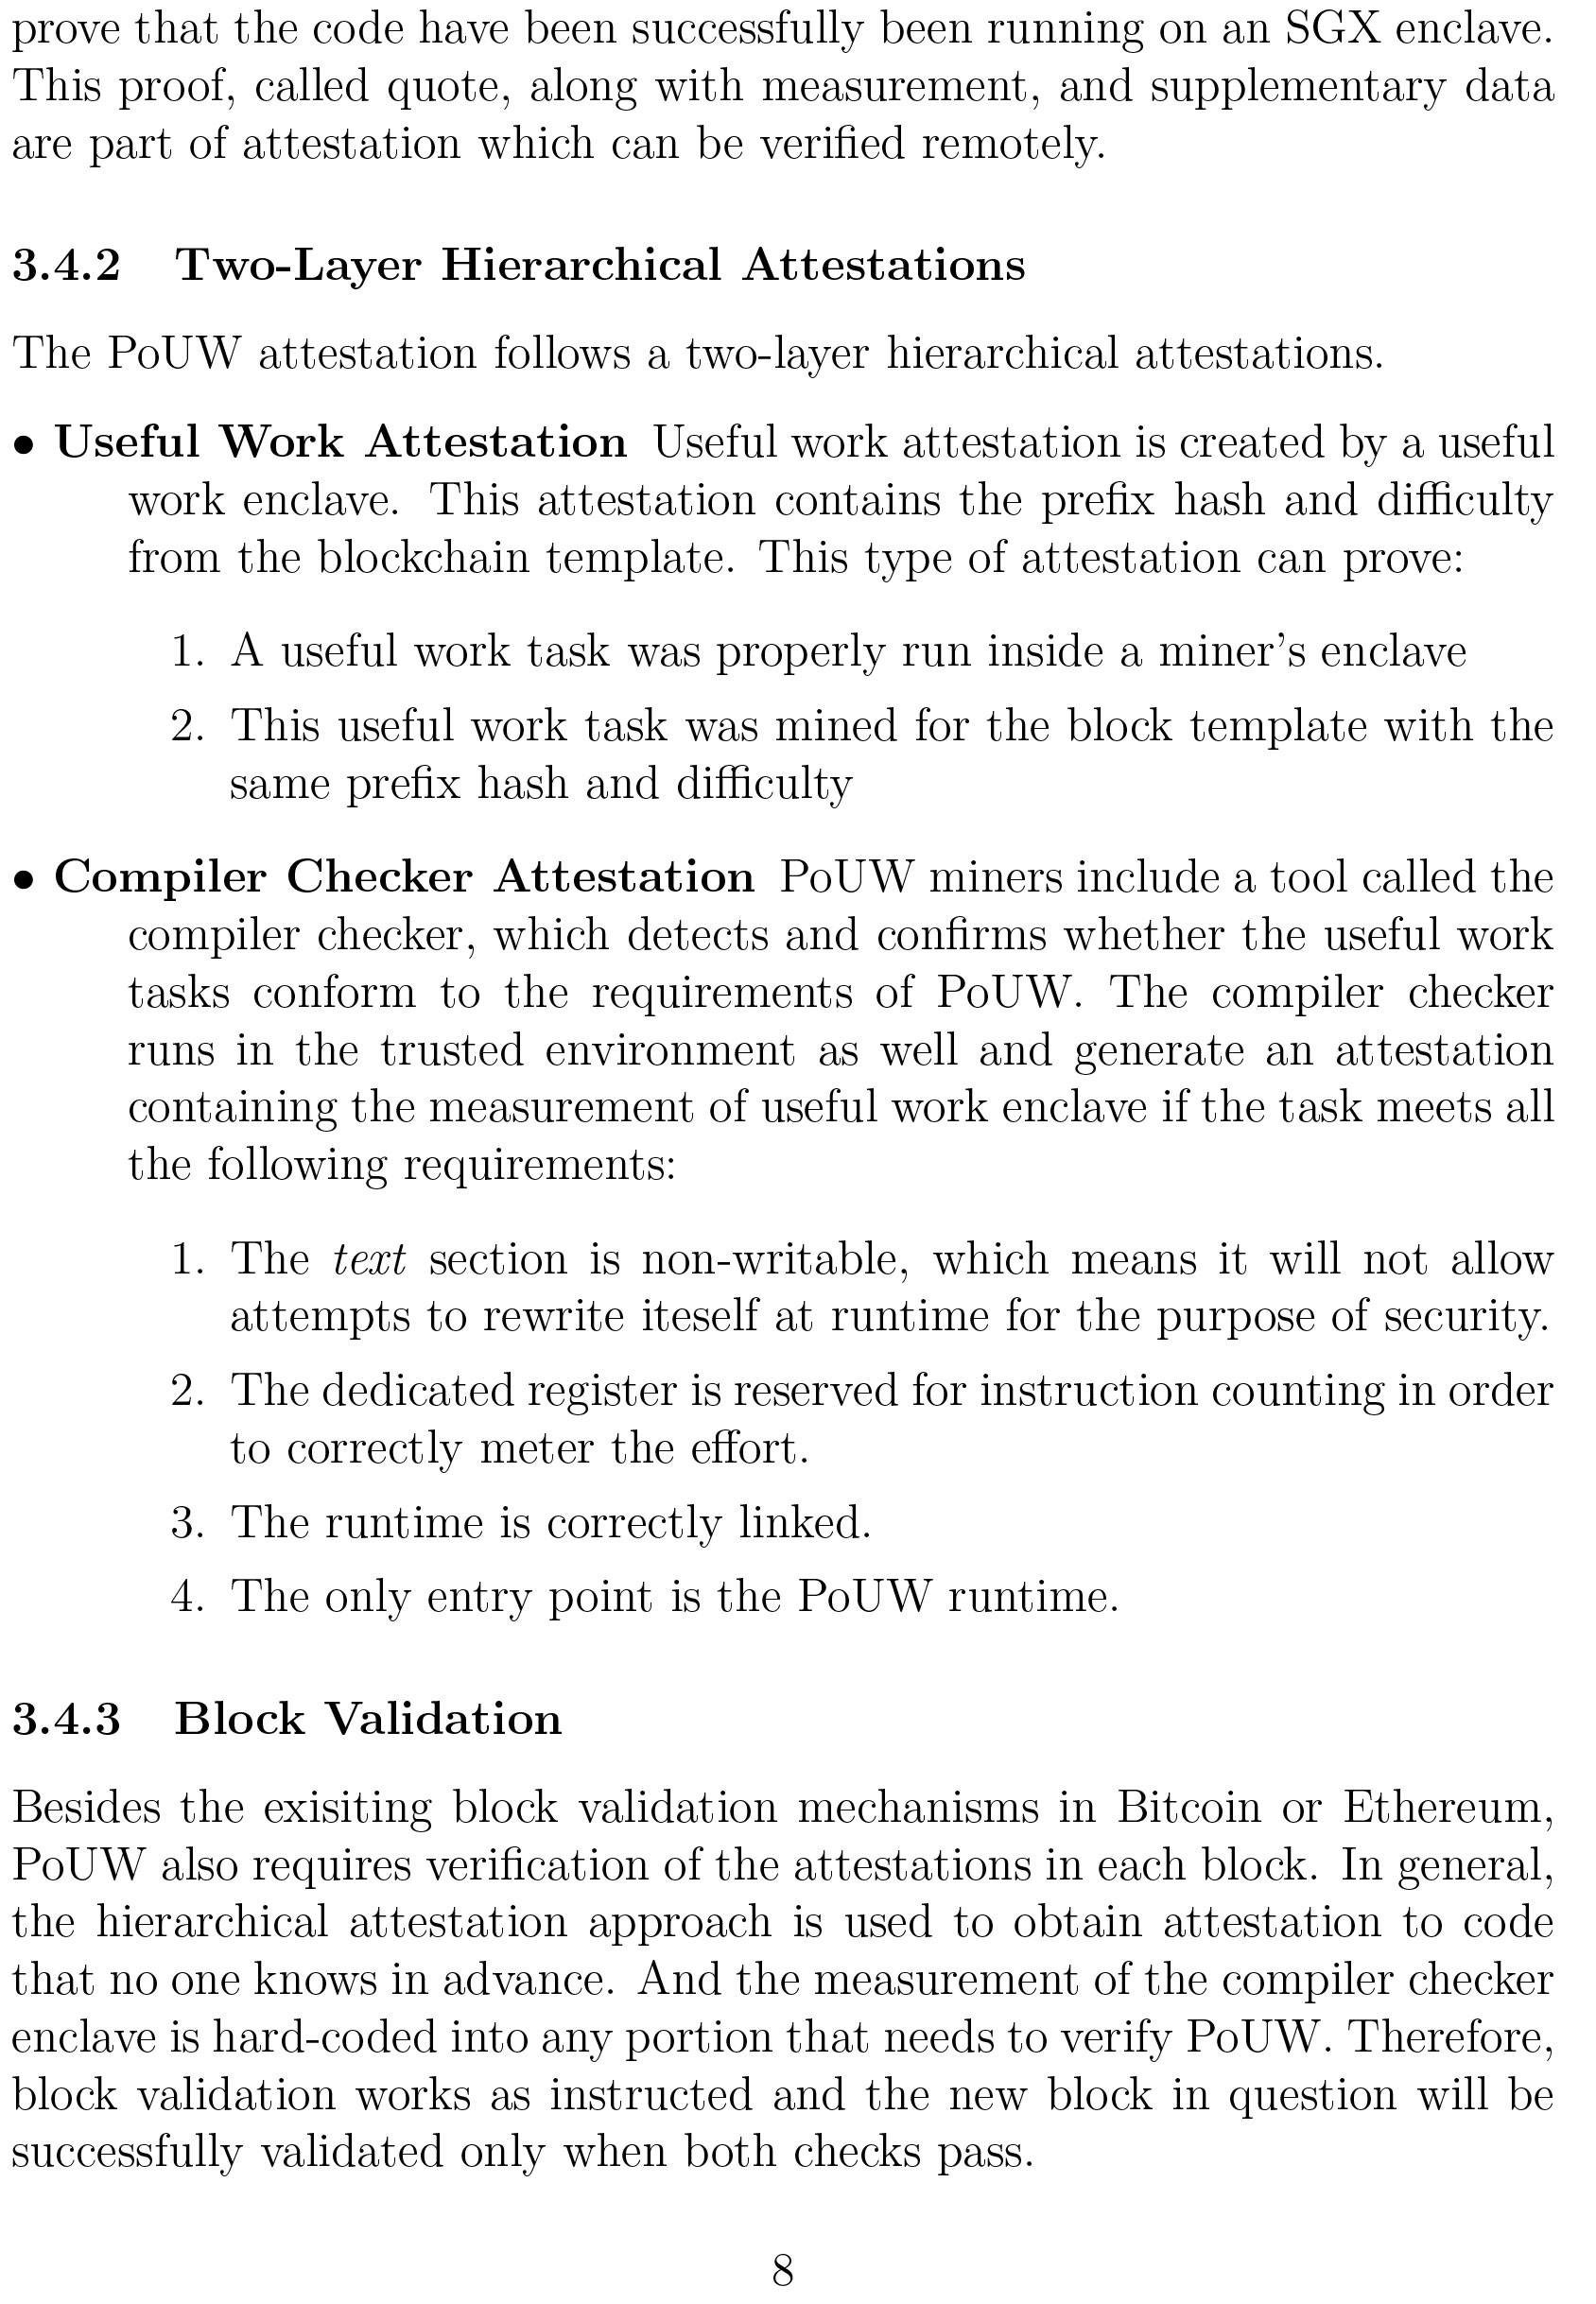 prove that the code have been successfully been running on an SGX enclave.
This proof, called quote, along with measurement, and supplementary data
are part of attestation which can be verified remotely.
3.4.2 Two-Layer Hierarchical Attestations
The PoUW attestation follows a two-layer hierarchical attestations.
• Useful Work Attestation Useful work attestation is created by a useful
work enclave. This attestation contains the prefix hash and difficulty
from the blockchain template. This type of attestation can prove:
1. A useful work task was properly run inside a miner's enclave
2. This useful work task was mined for the block template with the
same prefix hash and difficulty
• Compiler Checker Attestation PoUW miners include a tool called the
compiler checker, which detects and confirms whether the useful work
tasks conform to the requirements of PoUW. The compiler checker
runs in the trusted environment as well and generate an attestation
containing the measurement of useful work enclave if the task meets all
the following requirements:
1. The text section is non-writable, which means it will not allow
attempts to rewrite iteself at runtime for the purpose of security.
2. The dedicated register is reserved for instruction counting in order
to correctly meter the effort.
3. The runtime is correctly linked.
4. The only entry point is the PoUW runtime.
3.4.3 Block Validation
Besides the exisiting block validation mechanisms in Bitcoin or Ethereum,
PoUW also requires verification of the attestations in each block. In general,
the hierarchical attestation approach is used to obtain attestation to code
that no one knows in advance. And the measurement of the compiler checker
enclave is hard-coded into any portion that needs to verify PoUW. Therefore,
block validation works as instructed and the new block in question will be
successfully validated only when both checks pass.
8